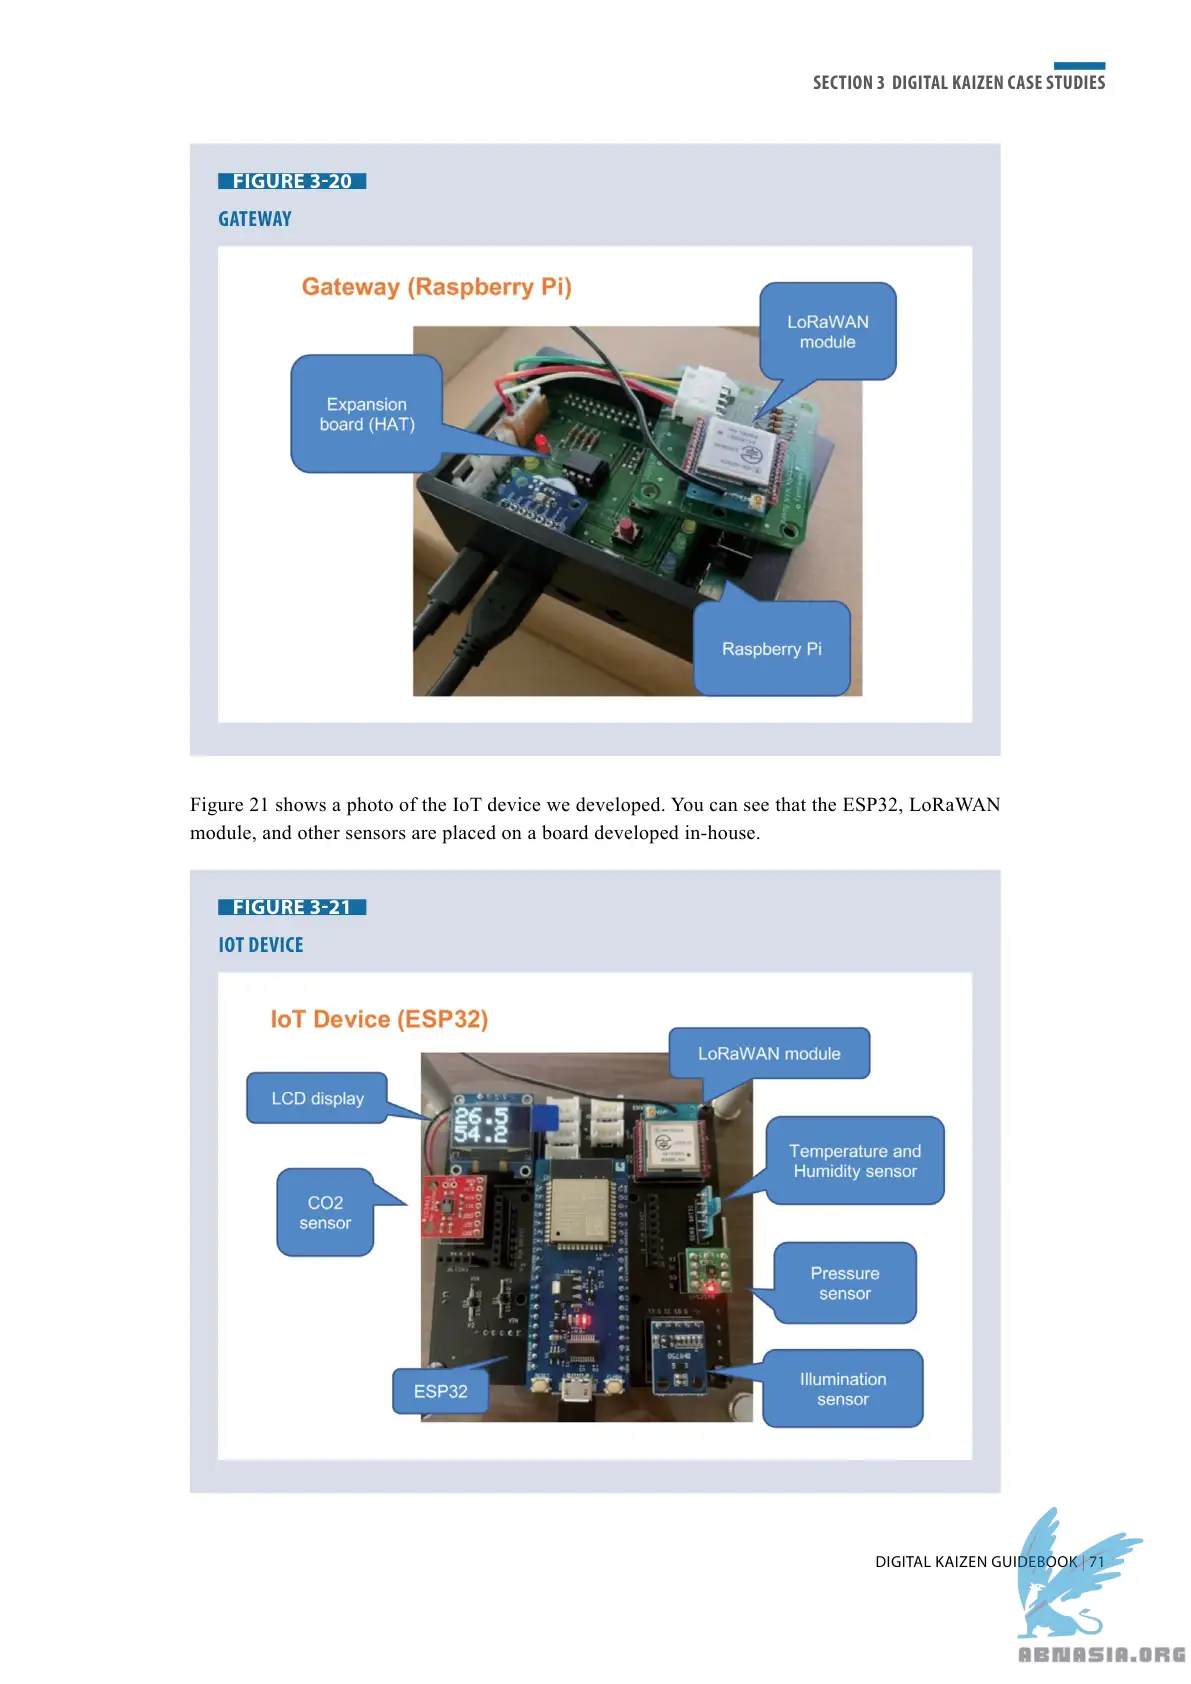 SECTION 3 DIGITAL KAIZEN CASE STUDIES
FIGURE 3-20
GATEWAY
Gateway (Raspberry Pi)
LoRaWAN
module
Expansion
board (HAT)
Raspberry Pi
Figure 21 shows a photo of the IoT device we developed. You can see that the ESP32, LoRaWAN
module, and other sensors are placed on a board developed in-house.
FIGURE 3-21
IOT DEVICE
IoT Device (ESP32)
LoRaWAN module
LCD display
26.5
54.2
Temperature and
Humidity sensor
CO2
sensor
Pressure
sensor
Illumination
sensor
ESP32
DIGITAL KAIZEN GUIDEBOOK | 71
ABNASIA.ORG